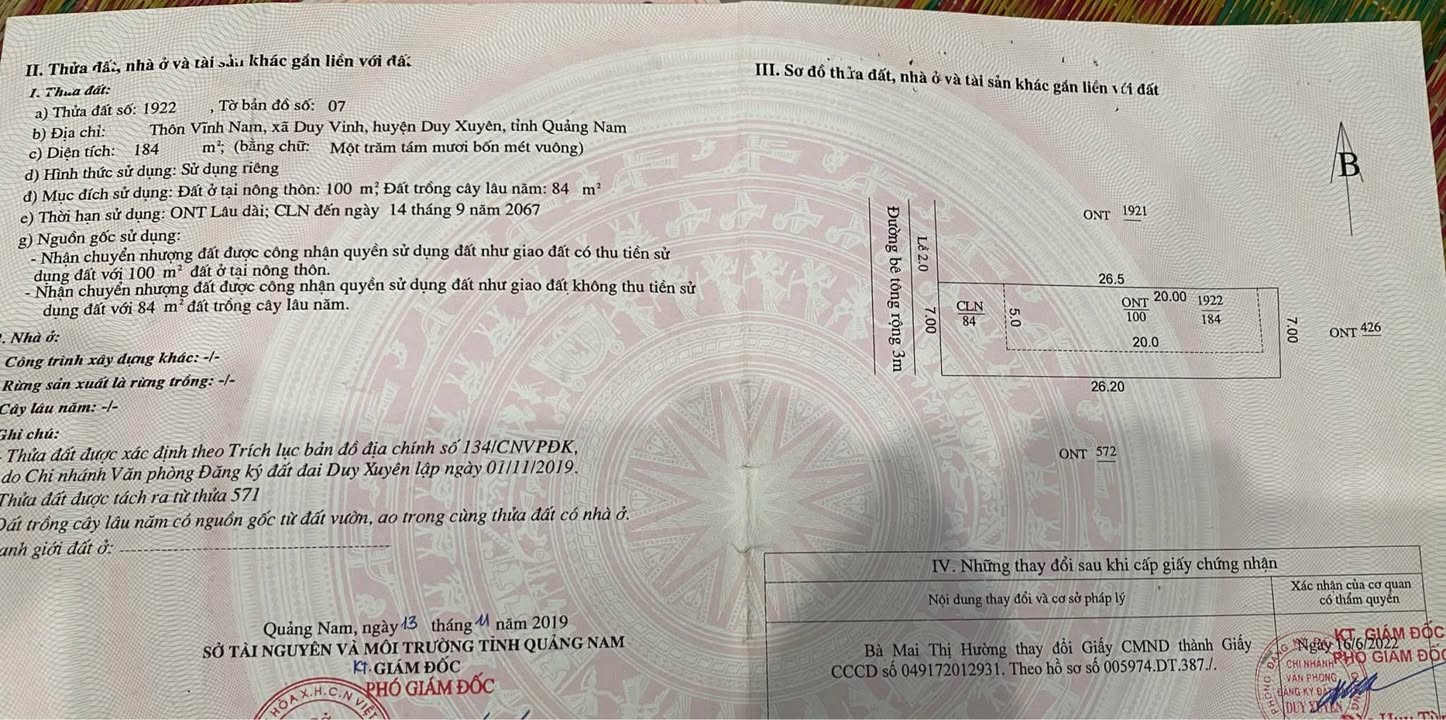 II. Thửa đất, nhà ở và tài sản khác gắn liền với đất
1. Thửa đất:
a) Thửa đất số: 1922 , Tờ bản đồ số: 07
b) Địa chỉ: Thôn Vĩnh Nam, xã Duy Vinh, huyện Duy Xuyên, tỉnh Quảng Nam
c) Diện tích: 184 m²; (bằng chữ: Một trăm tám mươi bốn mét vuông)
d) Hình thức sử dụng: Sử dụng riêng
đ) Mục đích sử dụng: Đất ở tại nông thôn: 100 m²; Đất trồng cây lâu năm: 84 m²
e) Thời hạn sử dụng: ONT Lâu dài; CLN đến ngày 14 tháng 9 năm 2067
g) Nguồn gốc sử dụng:
- Nhận chuyển nhượng đất được công nhận quyền sử dụng đất như giao đất có thu tiền sử
dụng đất với 100 m² đất ở tại nông thôn.
- Nhận chuyển nhượng đất được công nhận quyền sử dụng đất như giao đất không thu tiền sử
dụng đất với 84 m² đất trồng cây lâu năm.
. Nhà ở:
Công trình xây dựng khác: -/-
Rừng sản xuất là rừng trồng: -/-
Cây lâu năm: -/-
Ghi chú:
- Thửa đất được xác định theo Trích lục bản đồ địa chính số 134/CNVPĐK,
do Chi nhánh Văn phòng Đăng ký đất đai Duy Xuyên lập ngày 01/11/2019.
Thửa đất được tách ra từ thửa 571
Đất trồng cây lâu năm có nguồn gốc từ đất vườn, ao trong cùng thửa đất có nhà ở.
anh giới đất ở: ----------
Quảng Nam, ngày 13 tháng 11 năm 2019
SỞ TÀI NGUYÊN VÀ MÔI TRƯỜNG TỈNH QUẢNG NAM
KT. GIÁM ĐỐC
PHÓ GIÁM ĐỐC
HÒA X.H.C.N VIỆT
III. Sơ đồ thửa đất, nhà ở và tài sản khác gắn liền với đất
B
ONT 1921
Đường bê tông rộng 3m
Lề 2.0
7.00
26.5
CLN
84
5.0
ONT
100
20.00
1922
184
20.0
7.00
ONT 426
26.20
ONT 572
IV. Những thay đổi sau khi cấp giấy chứng nhận
Nội dung thay đổi và cơ sở pháp lý
Xác nhận của cơ quan
có thẩm quyền
Bà Mai Thị Hường thay đổi Giấy CMND thành Giấy
CCCD số 049172012931. Theo hồ sơ số 005974.DT.387./.
KT. GIÁM ĐỐC
Ngày 16/6/2022
PHÓ GIÁM ĐỐC
CHI NHÁNH
VĂN PHÒNG
ĐĂNG KÝ ĐẤT
DUY XUYÊN